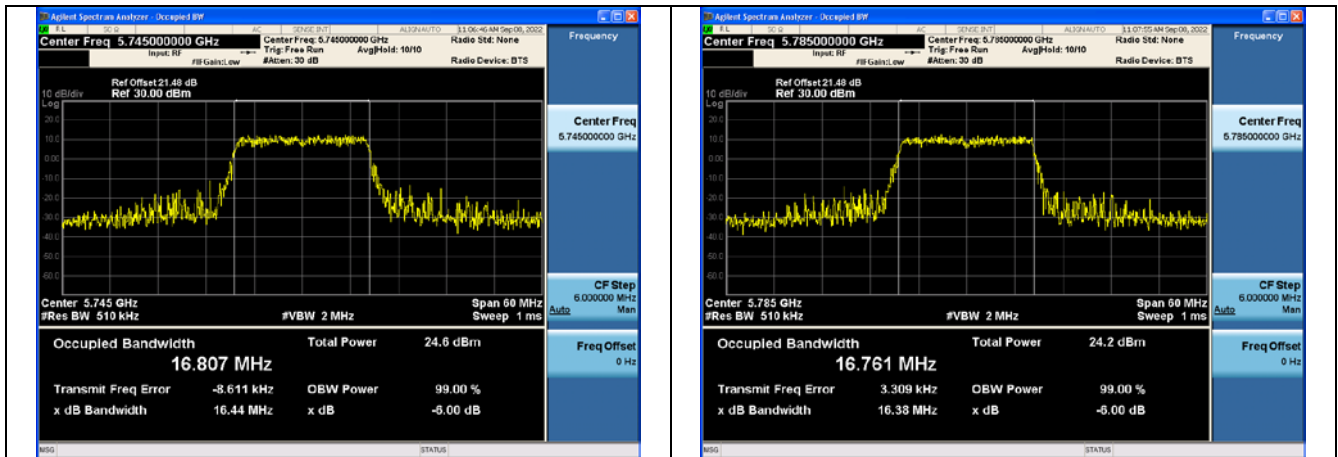 Agilent Spectrum Analyzer - Occupied BW
RL 50 Ω AC SENSE:INT ALIGNAUTO 11:06:46 AM Sep 08, 2022
Center Freq 5.745000000 GHz
Center Freq: 5.745000000 GHz
Radio Std: None
Frequency
Input: RF
Trig: Free Run
Avg|Hold: 10/10
#IFGain:Low
#Atten: 30 dB
Radio Device: BTS
Ref Offset 21.48 dB
10 dB/div
Ref 30.00 dBm
Log
20.0
10.0
0.00
-10.0
-20.0
-30.0
-40.0
-50.0
-60.0
Center Freq
5.745000000 GHz
CF Step
6.000000 MHz
Auto Man
Center 5.745 GHz
Span 60 MHz
#Res BW 510 kHz
#VBW 2 MHz
Sweep 1 ms
Occupied Bandwidth
Total Power
24.6 dBm
16.807 MHz
Transmit Freq Error
-8.611 kHz
OBW Power
99.00 %
x dB Bandwidth
16.44 MHz
x dB
-6.00 dB
Freq Offset
0 Hz
MSG
STATUS
Agilent Spectrum Analyzer - Occupied BW
RL 50 Ω AC SENSE:INT ALIGNAUTO 11:07:55 AM Sep 08, 2022
Center Freq 5.785000000 GHz
Center Freq: 5.785000000 GHz
Radio Std: None
Frequency
Input: RF
Trig: Free Run
Avg|Hold: 10/10
#IFGain:Low
#Atten: 30 dB
Radio Device: BTS
Ref Offset 21.48 dB
10 dB/div
Ref 30.00 dBm
Log
20.0
10.0
0.00
-10.0
-20.0
-30.0
-40.0
-50.0
-60.0
Center Freq
5.785000000 GHz
CF Step
6.000000 MHz
Auto Man
Center 5.785 GHz
Span 60 MHz
#Res BW 510 kHz
#VBW 2 MHz
Sweep 1 ms
Occupied Bandwidth
Total Power
24.2 dBm
16.761 MHz
Transmit Freq Error
3.309 kHz
OBW Power
99.00 %
x dB Bandwidth
16.38 MHz
x dB
-6.00 dB
Freq Offset
0 Hz
MSG
STATUS